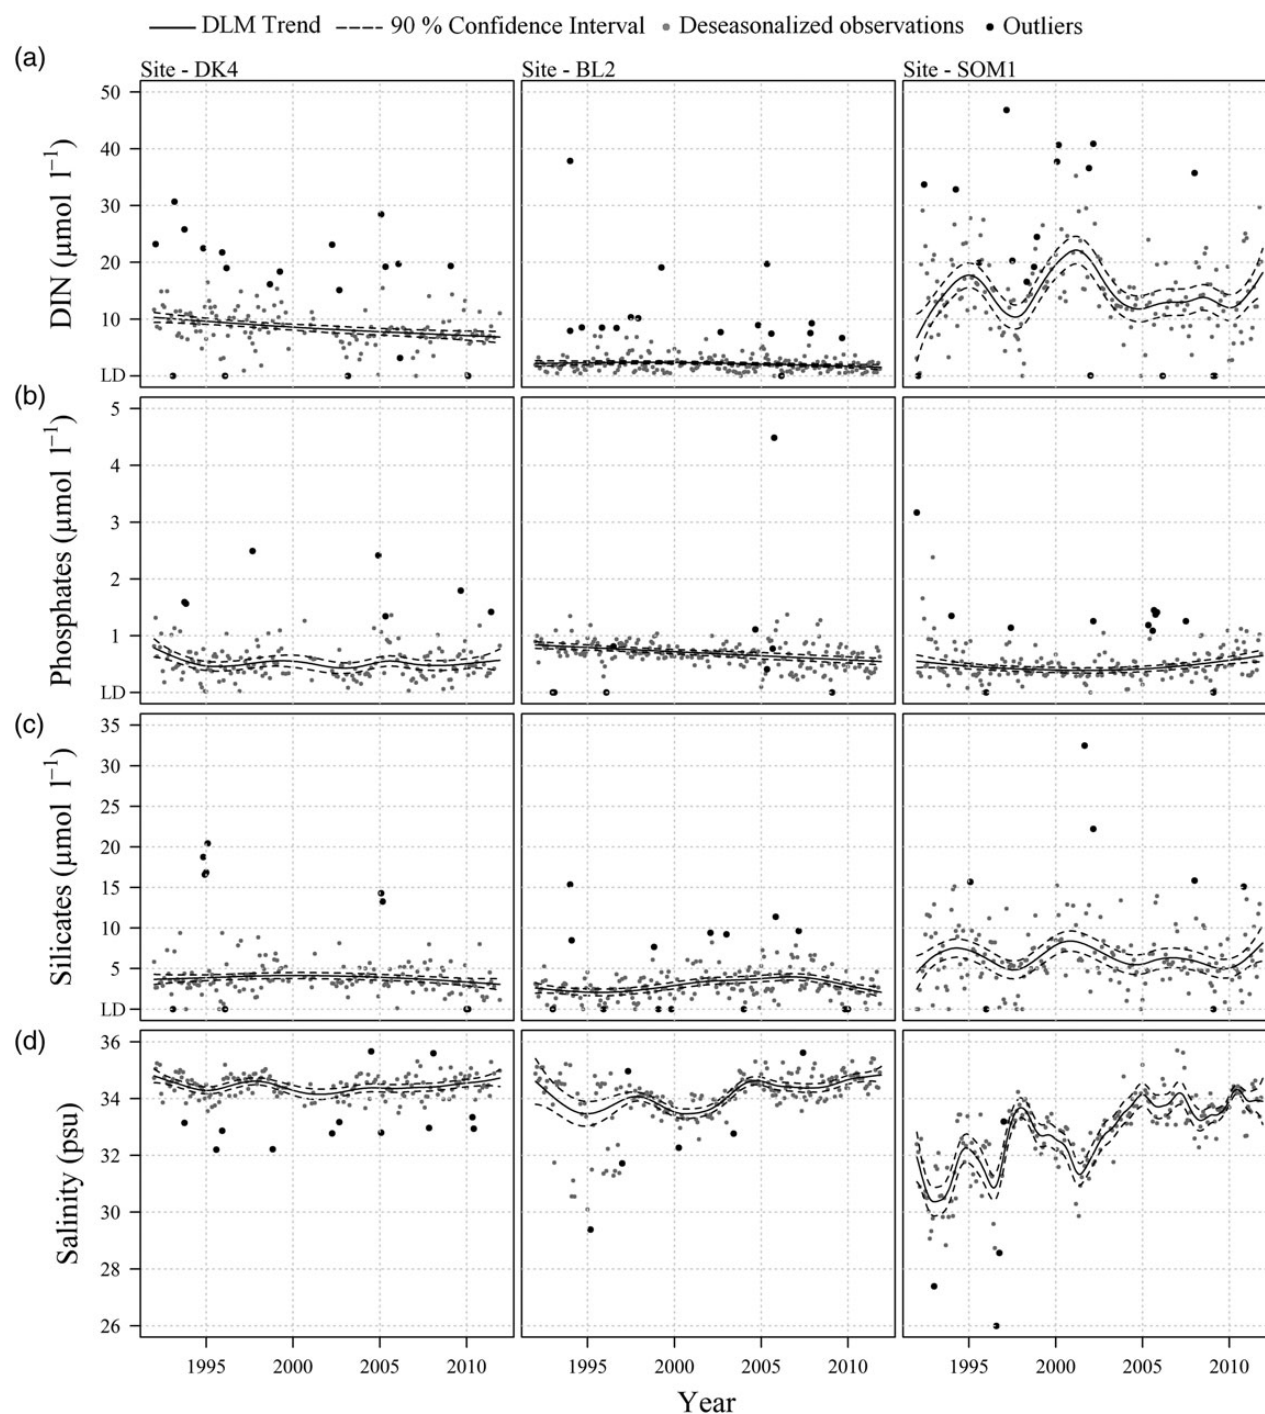 DLM Trend 90 % Confidence Interval Deseasonalized observations Outliers
(a)
Site - DK4 Site - BL2 Site - SOM1
DIN (μmol l⁻¹)
50
40
30
20
10
LD
(b)
Phosphates (μmol l⁻¹)
5
4
3
2
1
LD
(c)
Silicates (μmol l⁻¹)
35
30
25
20
15
10
5
LD
(d)
Salinity (psu)
36
34
32
30
28
26
1995 2000 2005 2010 1995 2000 2005 2010 1995 2000 2005 2010
Year